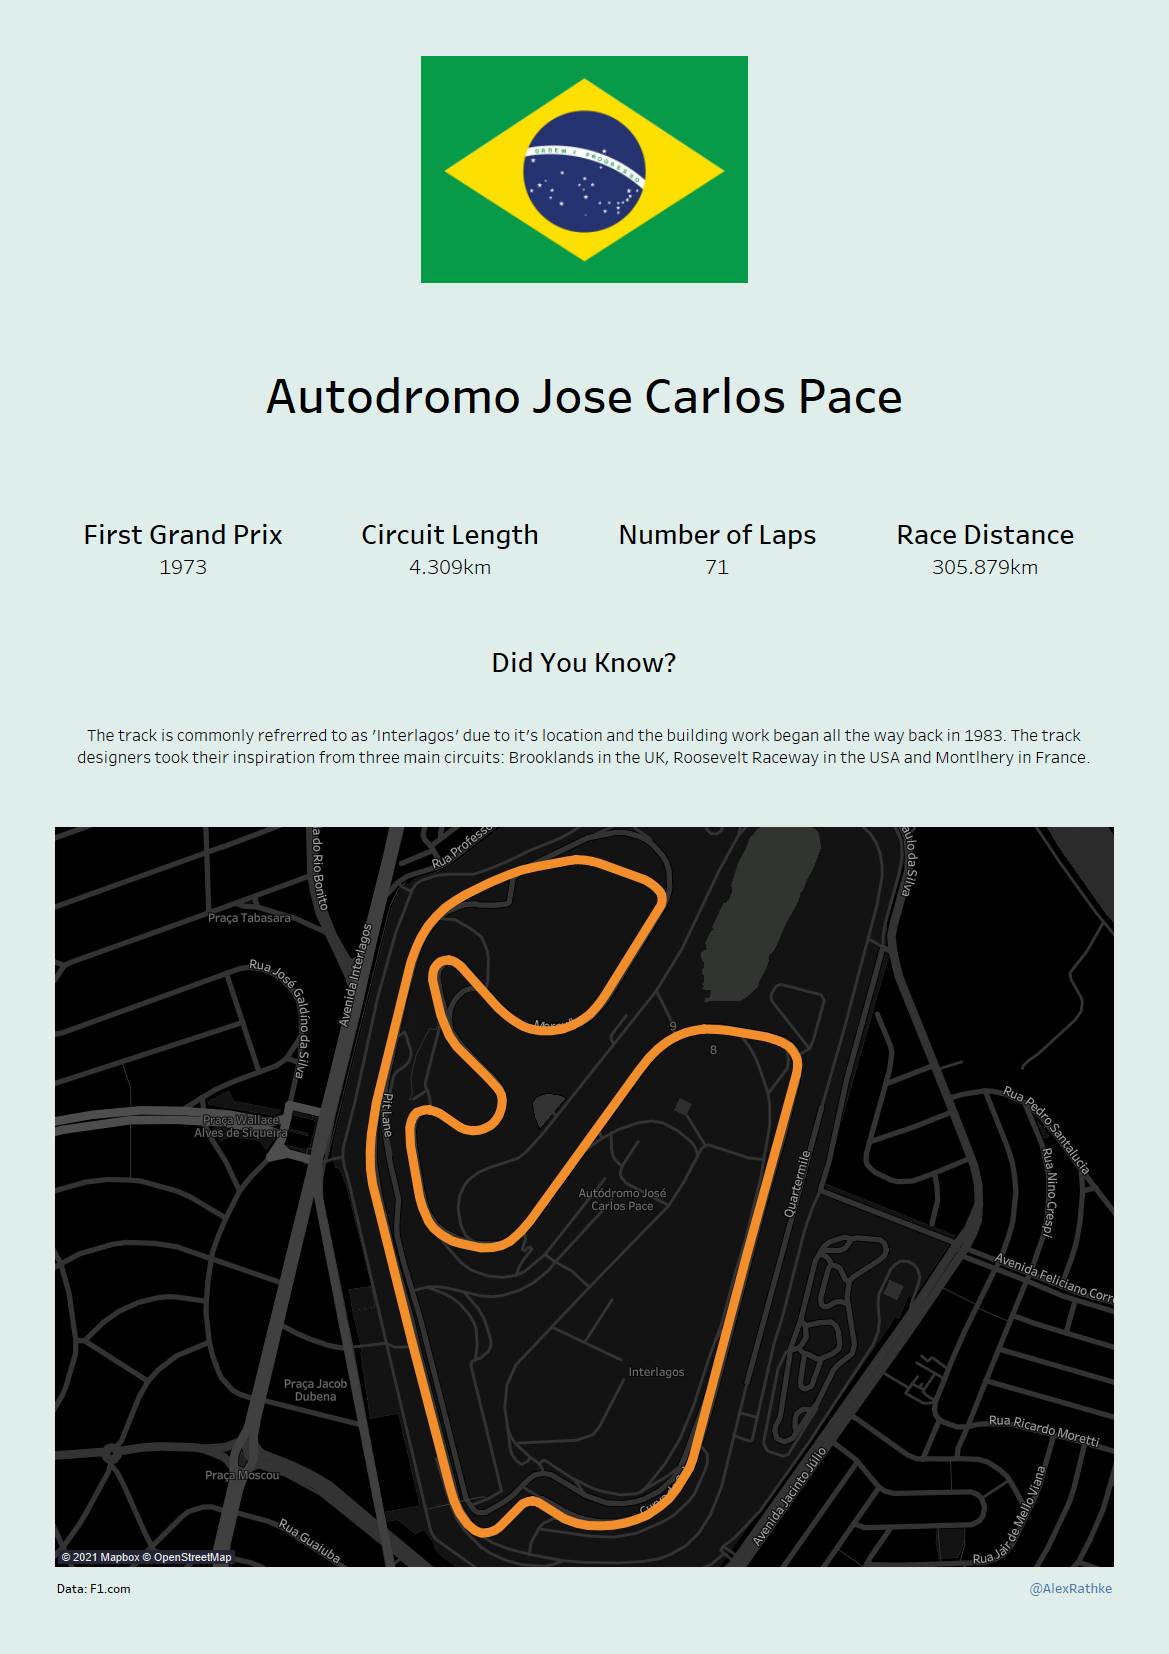 ORDEM E PROGRESSO
Autodromo Jose Carlos Pace
First Grand Prix
1973
Circuit Length
4.309km
Number of Laps
71
Race Distance
305.879km
Did You Know?
The track is commonly refrerred to as 'Interlagos' due to it's location and the building work began all the way back in 1983. The track
designers took their inspiration from three main circuits: Brooklands in the UK, Roosevelt Raceway in the USA and Montlhery in France.
a do Rio Bonito
Rua Professo
aulo da Silva
Praça Tabasara
Avenida Interlagos
Rua José Galdino da Silva
9
8
Pit Lane
Praça Wallace
Alves de Siqueira
Rua Pedro Santalucia
Rua Nino Crespi
Quartermile
Autódromo José
Carlos Pace
Avenida Feliciano Corr
Interlagos
Praça Jacob
Dubena
Rua Ricardo Moretti
Praça Moscou
Avenida Jacinto Júlio
Rua Jair de Mello Viana
Rua Guaiuba
© 2021 Mapbox © OpenStreetMap
Data: F1.com
@AlexRathke